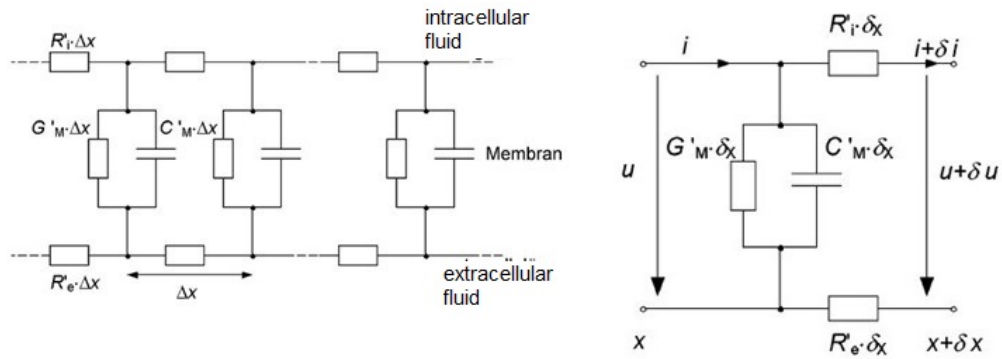 intracellular
fluid
R'i·Δx
G'M·Δx
C'M·Δx
Membran
R'e·Δx
Δx
extracellular
fluid
R'i·δx
i
i+δi
G'M·δx
C'M·δx
u
u+δu
x
R'e·δx
x+δx